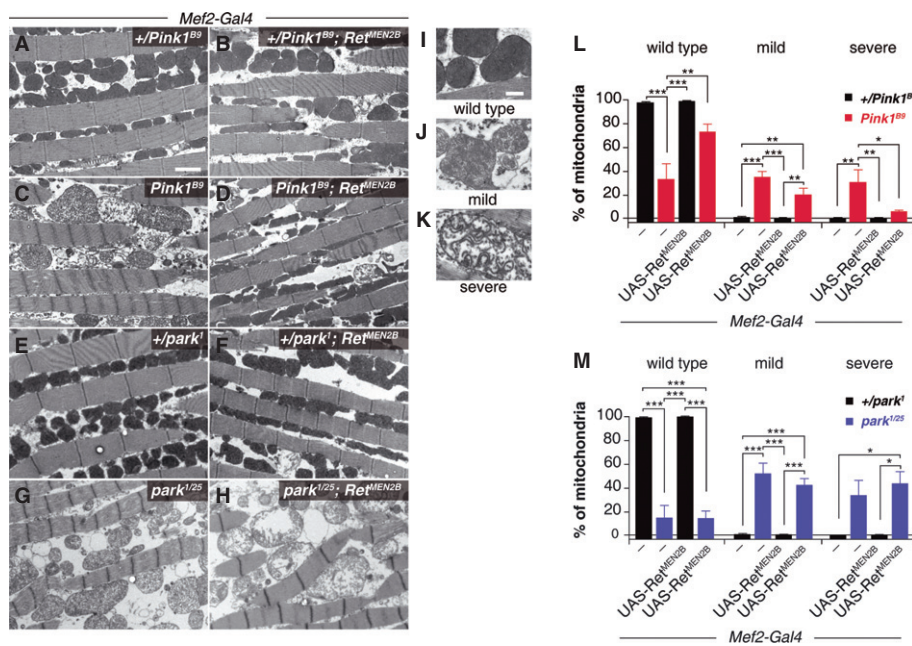 Mef2-Gal4
A +/Pink1B9
B +/Pink1B9; RetMEN2B
C Pink1B9
D Pink1B9; RetMEN2B
E +/park1
F +/park1; RetMEN2B
G park1/25
H park1/25; RetMEN2B
I
wild type
J
mild
K
severe
L
wild type mild severe
+/Pink1B
Pink1B9
% of mitochondria
100
80
60
40
20
0
*** *** **
*** *** ** **
** ** *
– – UAS-RetMEN2B UAS-RetMEN2B
– – UAS-RetMEN2B UAS-RetMEN2B
– – UAS-RetMEN2B UAS-RetMEN2B
Mef2-Gal4
M
wild type mild severe
+/park1
park1/25
% of mitochondria
100
80
60
40
20
0
*** *** *** ***
*** *** *** ***
* *
– – UAS-RetMEN2B UAS-RetMEN2B
– – UAS-RetMEN2B UAS-RetMEN2B
– – UAS-RetMEN2B UAS-RetMEN2B
Mef2-Gal4